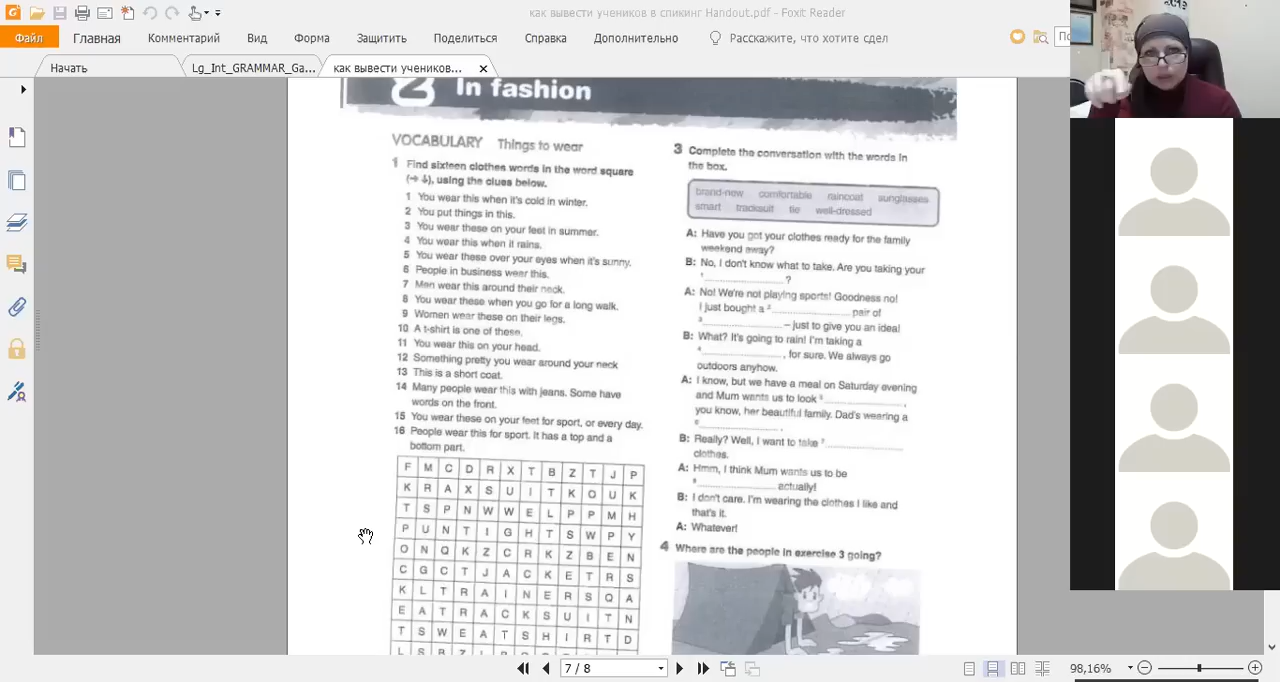 как вывести учеников в спикинг Handout.pdf - Foxit Reader
Файл Главная Комментарий Вид Форма Защитить Поделиться Справка Дополнительно Расскажите, что хотите сделать
Начать Lg_Int_GRAMMAR_Ga... как вывести учеников...
2 In fashion
VOCABULARY Things to wear
1 Find sixteen clothes words in the word square
(→ ↓), using the clues below.
1 You wear this when it's cold in winter.
2 You put things in this.
3 You wear these on your feet in summer.
4 You wear this when it rains.
5 You wear these over your eyes when it's sunny.
6 People in business wear this.
7 Men wear this around their neck.
8 You wear these when you go for a long walk.
9 Women wear these on their legs.
10 A t-shirt is one of these.
11 You wear this on your head.
12 Something pretty you wear around your neck
13 This is a short coat.
14 Many people wear this with jeans. Some have
words on the front.
15 You wear these on your feet for sport, or every day.
16 People wear this for sport. It has a top and a
bottom part.
F M C D R X T B Z T J P
K R A X S U I T K O U K
T S P N W W E L P P M H
P U N T I G H T S W P Y
O N Q K Z C R K Z B E N
C G C T J A C K E T R S
K L T R A I N E R S Q A
E A T R A C K S U I T N
T S W E A T S H I R T D
3 Complete the conversation with the words in
the box.
brand-new comfortable raincoat sunglasses
smart tracksuit tie well-dressed
A: Have you got your clothes ready for the family
weekend away?
B: No, I don't know what to take. Are you taking your
1 ?
A: No! We're not playing sports! Goodness no!
I just bought a 2 pair of
3 – just to give you an idea!
B: What? It's going to rain! I'm taking a
4 , for sure. We always go
outdoors anyhow.
A: I know, but we have a meal on Saturday evening
and Mum wants us to look 5 ,
you know, her beautiful family. Dad's wearing a
6 .
B: Really? Well, I want to take 7
clothes.
A: Hmm, I think Mum wants us to be
8 actually!
B: I don't care. I'm wearing the clothes I like and
that's it.
A: Whatever!
4 Where are the people in exercise 3 going?
7 / 8
98,16%